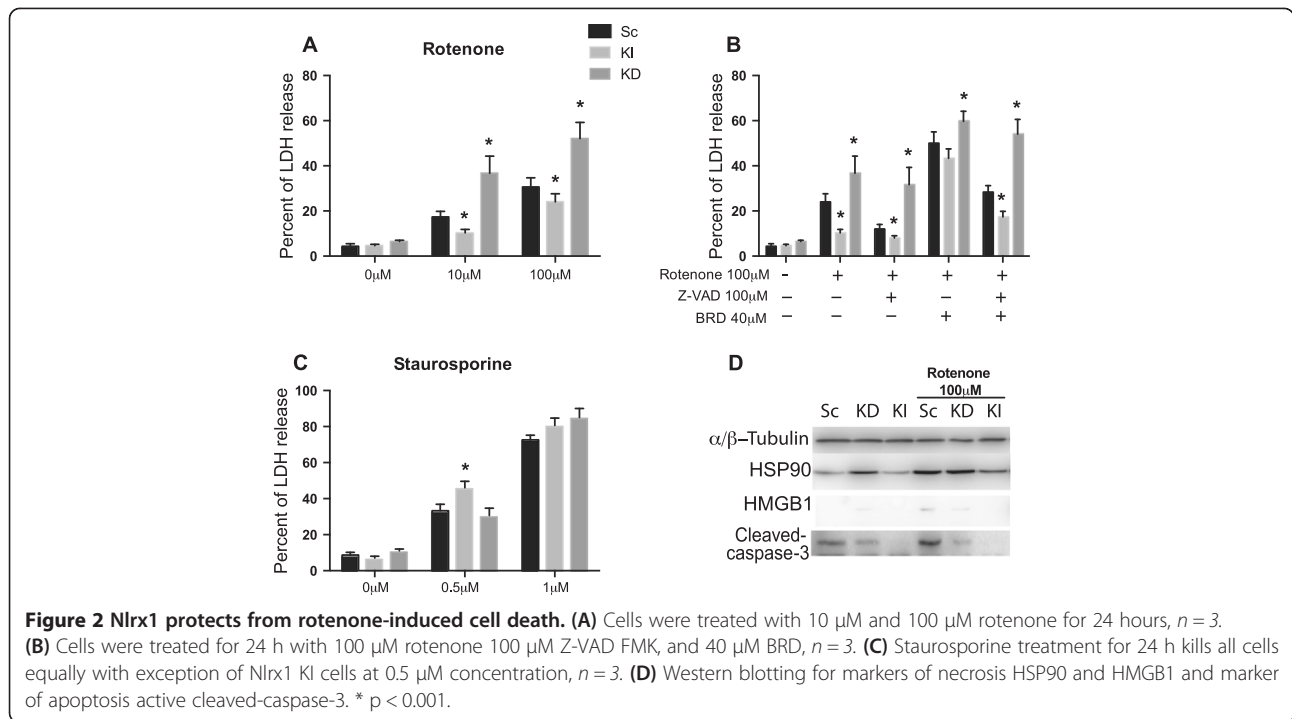 A
Rotenone
Sc
KI
KD
Percent of LDH release
80
60
40
20
0
*
*
*
*
0µM
10µM
100µM
B
Percent of LDH release
80
60
40
20
0
*
*
*
*
*
*
*
Rotenone 100µM - + + + +
Z-VAD 100µM – – + – +
BRD 40µM – – – + +
C
Staurosporine
Percent of LDH release
100
80
60
40
20
0
*
0µM
0.5µM
1µM
D
Rotenone
100µM
Sc KD KI Sc KD KI
α/β–Tubulin
HSP90
HMGB1
Cleaved-
caspase-3
Figure 2 Nlrx1 protects from rotenone-induced cell death. (A) Cells were treated with 10 µM and 100 µM rotenone for 24 hours, n = 3.
(B) Cells were treated for 24 h with 100 µM rotenone 100 µM Z-VAD FMK, and 40 µM BRD, n = 3. (C) Staurosporine treatment for 24 h kills all cells
equally with exception of Nlrx1 KI cells at 0.5 µM concentration, n = 3. (D) Western blotting for markers of necrosis HSP90 and HMGB1 and marker
of apoptosis active cleaved-caspase-3. * p < 0.001.